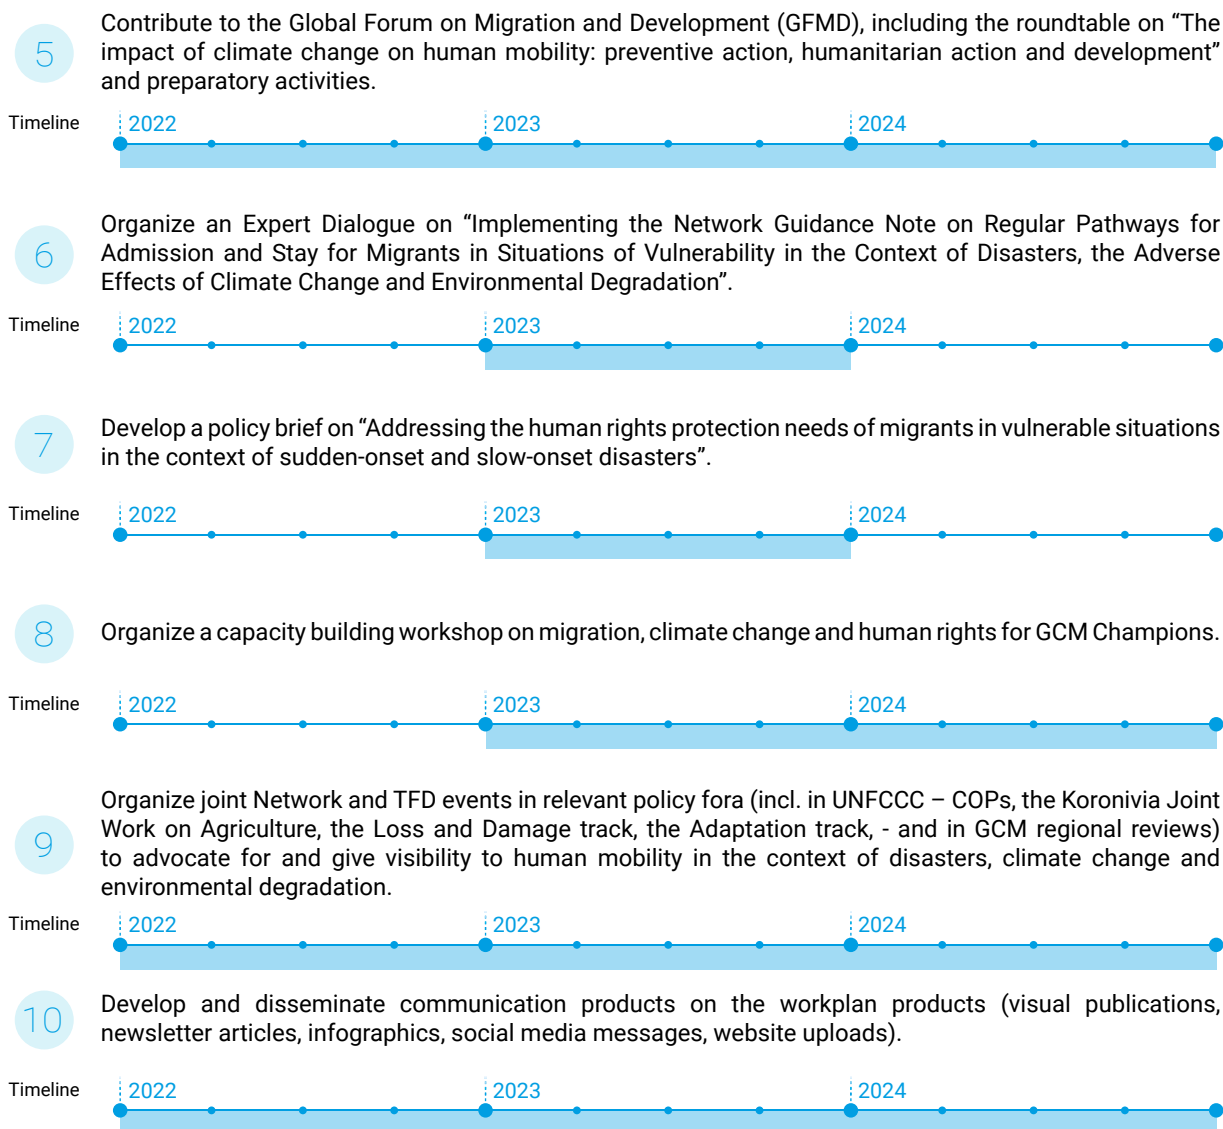 5
Contribute to the Global Forum on Migration and Development (GFMD), including the roundtable on “The
impact of climate change on human mobility: preventive action, humanitarian action and development”
and preparatory activities.
Timeline 2022 2023 2024
6
Organize an Expert Dialogue on “Implementing the Network Guidance Note on Regular Pathways for
Admission and Stay for Migrants in Situations of Vulnerability in the Context of Disasters, the Adverse
Effects of Climate Change and Environmental Degradation”.
Timeline 2022 2023 2024
7
Develop a policy brief on “Addressing the human rights protection needs of migrants in vulnerable situations
in the context of sudden-onset and slow-onset disasters”.
Timeline 2022 2023 2024
8
Organize a capacity building workshop on migration, climate change and human rights for GCM Champions.
Timeline 2022 2023 2024
9
Organize joint Network and TFD events in relevant policy fora (incl. in UNFCCC – COPs, the Koronivia Joint
Work on Agriculture, the Loss and Damage track, the Adaptation track, - and in GCM regional reviews)
to advocate for and give visibility to human mobility in the context of disasters, climate change and
environmental degradation.
Timeline 2022 2023 2024
10
Develop and disseminate communication products on the workplan products (visual publications,
newsletter articles, infographics, social media messages, website uploads).
Timeline 2022 2023 2024